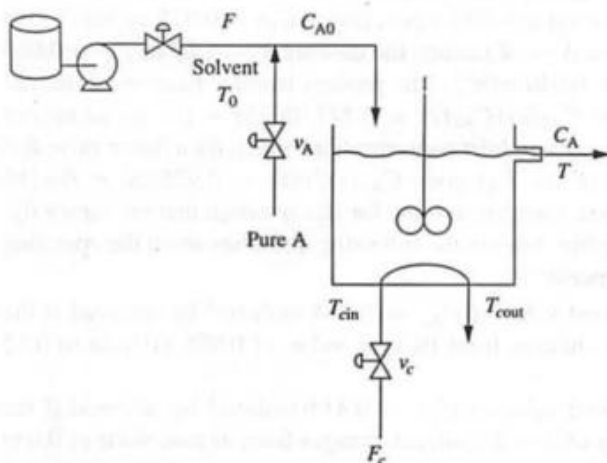 F
C_A0
Solvent
T_0
v_A
C_A
T
Pure A
T_cin
T_cout
v_c
F_c